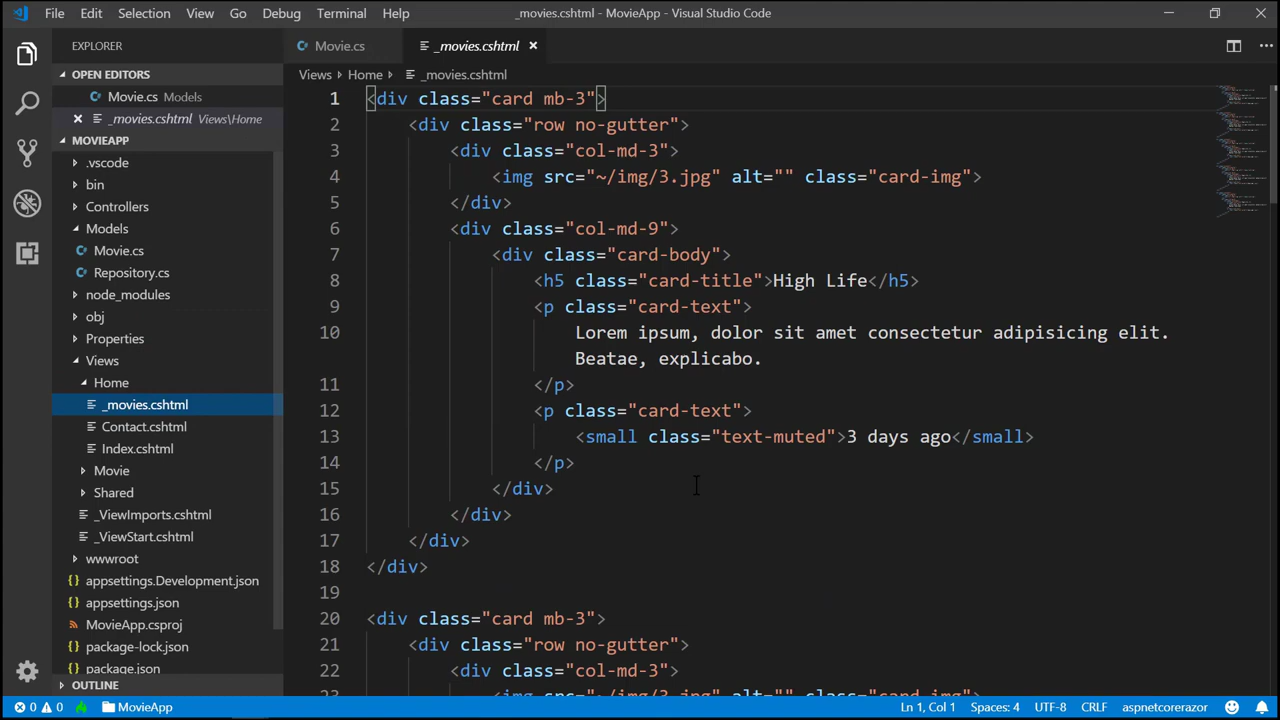 File Edit Selection View Go Debug Terminal Help _movies.cshtml - MovieApp - Visual Studio Code
EXPLORER
OPEN EDITORS
Movie.cs Models
_movies.cshtml Views\Home
MOVIEAPP
.vscode
bin
Controllers
Models
Movie.cs
Repository.cs
node_modules
obj
Properties
Views
Home
_movies.cshtml
Contact.cshtml
Index.cshtml
Movie
Shared
_ViewImports.cshtml
_ViewStart.cshtml
wwwroot
appsettings.Development.json
appsettings.json
MovieApp.csproj
package-lock.json
package.json
OUTLINE
Movie.cs _movies.cshtml
Views Home _movies.cshtml
1 <div class="card mb-3">
2 <div class="row no-gutter">
3 <div class="col-md-3">
4 <img src="~/img/3.jpg" alt="" class="card-img">
5 </div>
6 <div class="col-md-9">
7 <div class="card-body">
8 <h5 class="card-title">High Life</h5>
9 <p class="card-text">
10 Lorem ipsum, dolor sit amet consectetur adipisicing elit.
Beatae, explicabo.
11 </p>
12 <p class="card-text">
13 <small class="text-muted">3 days ago</small>
14 </p>
15 </div>
16 </div>
17 </div>
18 </div>
19
20 <div class="card mb-3">
21 <div class="row no-gutter">
22 <div class="col-md-3">
23 <img src="~/img/3.jpg" alt="" class="card-img">
0 0 MovieApp Ln 1, Col 1 Spaces: 4 UTF-8 CRLF aspnetcorerazor